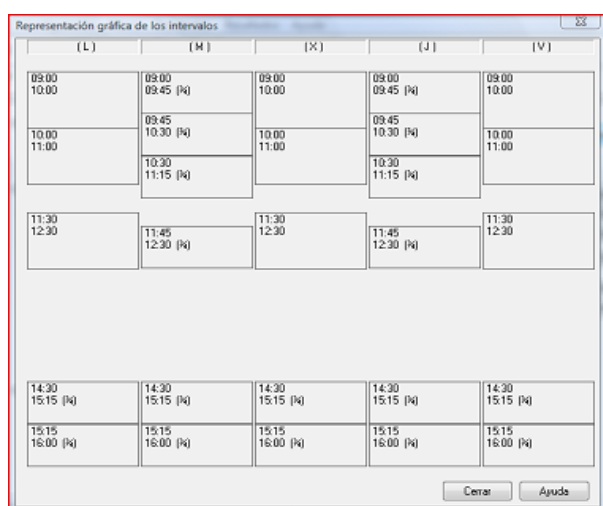 Representación gráfica de los intervalos
( L ) ( M ) ( X ) ( J ) ( V )
09:00 09:00 09:00 09:00 09:00
10:00 09:45 (¾) 10:00 09:45 (¾) 10:00
09:45 09:45
10:30 (¾) 10:30 (¾)
10:00 10:00 10:00
11:00 11:00 11:00
10:30 10:30
11:15 (¾) 11:15 (¾)
11:30 11:30 11:30
12:30 12:30 12:30
11:45 11:45
12:30 (¾) 12:30 (¾)
14:30 14:30 14:30 14:30 14:30
15:15 (¾) 15:15 (¾) 15:15 (¾) 15:15 (¾) 15:15 (¾)
15:15 15:15 15:15 15:15 15:15
16:00 (¾) 16:00 (¾) 16:00 (¾) 16:00 (¾) 16:00 (¾)
Cerrar Ayuda